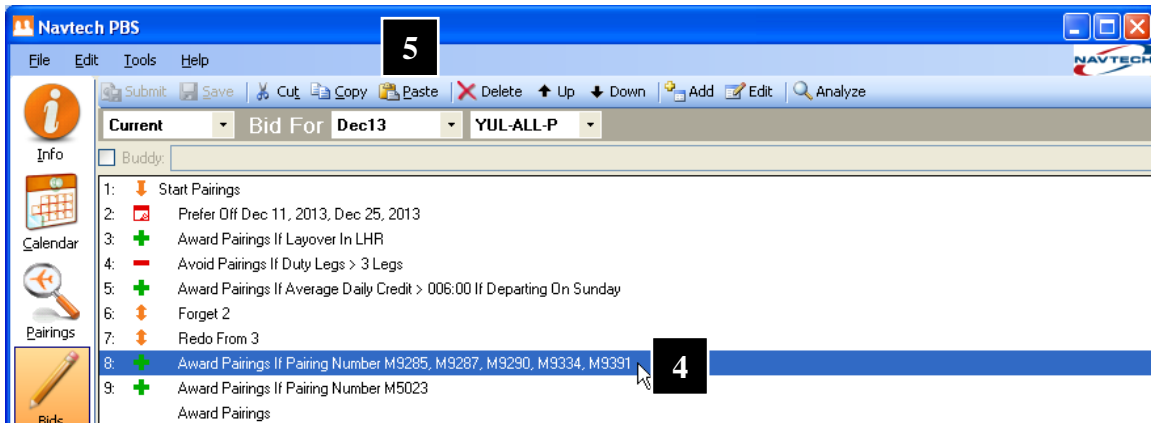 Navtech PBS
5
File Edit Tools Help
NAVTECH
Submit Save Cut Copy Paste Delete Up Down Add Edit Analyze
Current Bid For Dec13 YUL-ALL-P
Info
Buddy:
1: Start Pairings
2: Prefer Off Dec 11, 2013, Dec 25, 2013
Calendar
3: Award Pairings If Layover In LHR
4: Avoid Pairings If Duty Legs > 3 Legs
5: Award Pairings If Average Daily Credit > 006:00 If Departing On Sunday
6: Forget 2
Pairings
7: Redo From 3
8: Award Pairings If Pairing Number M9285, M9287, M9290, M9334, M9391
4
9: Award Pairings If Pairing Number M5023
Award Pairings
Bids